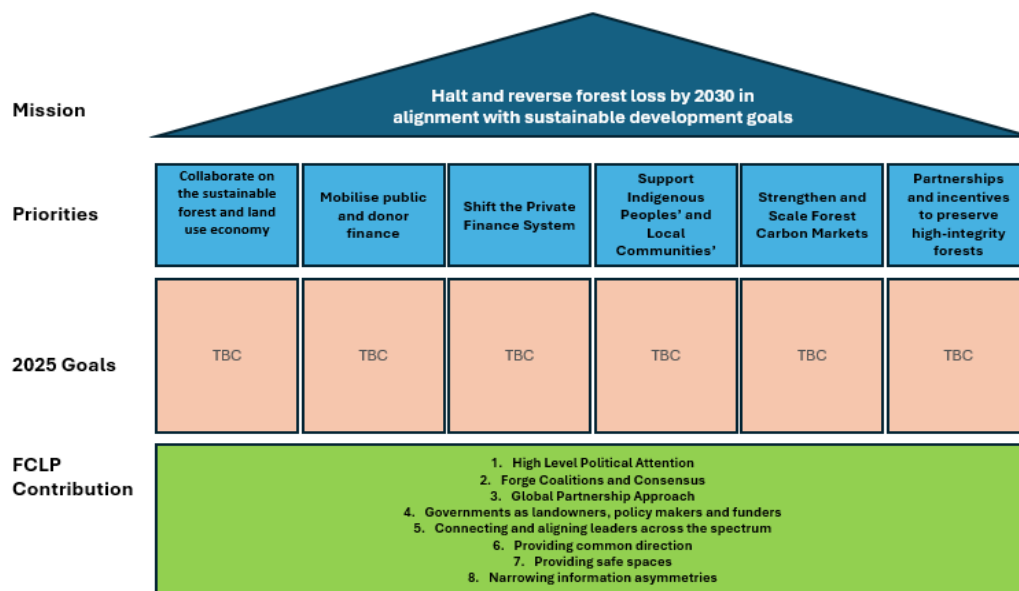 Mission
Halt and reverse forest loss by 2030 in
alignment with sustainable development goals
Priorities
Collaborate on
the sustainable
forest and land
use economy
Mobilise public
and donor
finance
Shift the Private
Finance System
Support
Indigenous
Peoples' and
Local
Communities'
Strengthen and
Scale Forest
Carbon Markets
Partnerships
and incentives
to preserve
high-integrity
forests
2025 Goals
TBC
TBC
TBC
TBC
TBC
TBC
FCLP
Contribution
1. High Level Political Attention
2. Forge Coalitions and Consensus
3. Global Partnership Approach
4. Governments as landowners, policy makers and funders
5. Connecting and aligning leaders across the spectrum
6. Providing common direction
7. Providing safe spaces
8. Narrowing information asymmetries